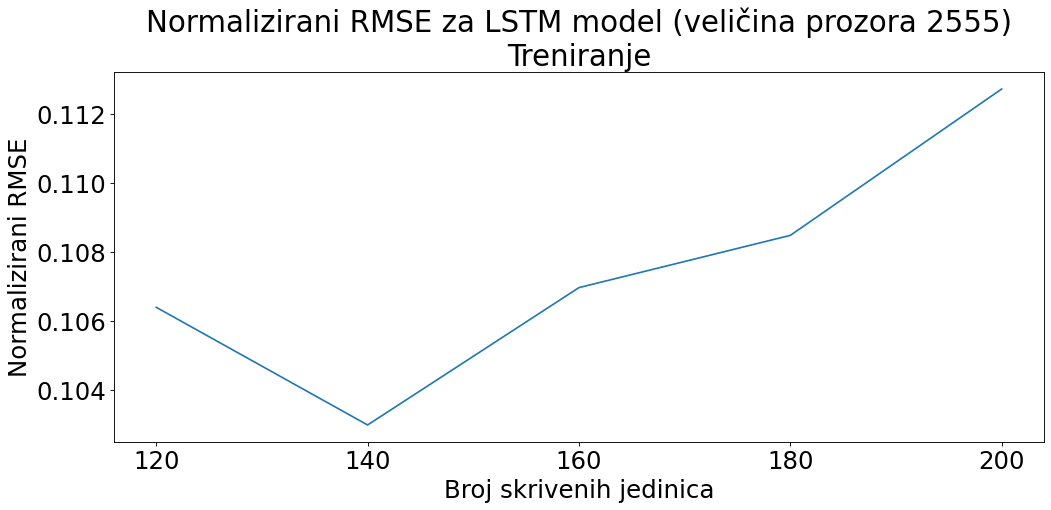 Normalizirani RMSE za LSTM model (veličina prozora 2555)
Treniranje
Normalizirani RMSE
0.112
0.110
0.108
0.106
0.104
120 140 160 180 200
Broj skrivenih jedinica